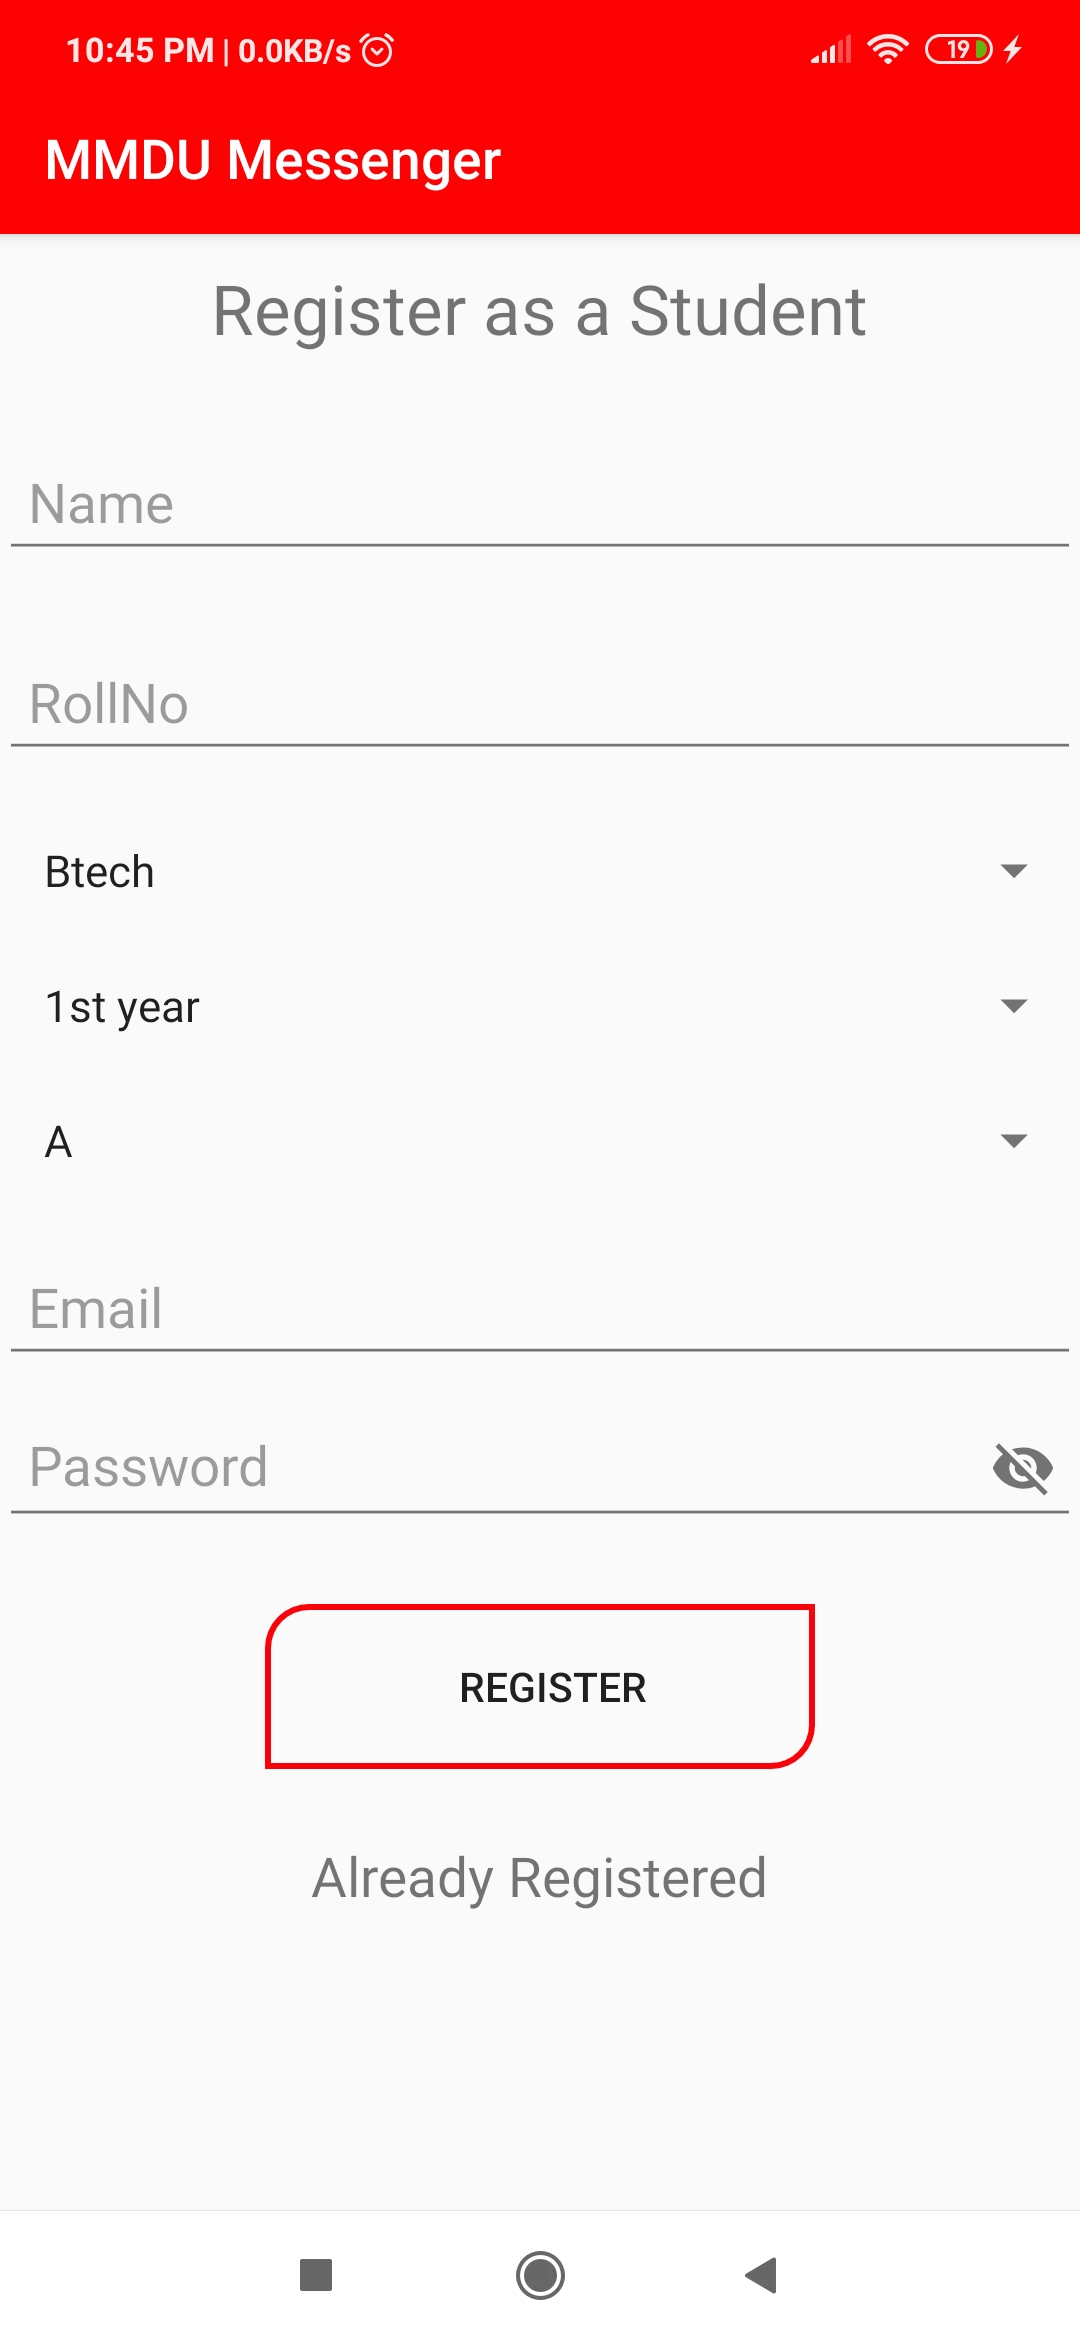 10:45 PM | 0.0KB/s 19
MMDU Messenger
Register as a Student
Name
RollNo
Btech
1st year
A
Email
Password
REGISTER
Already Registered